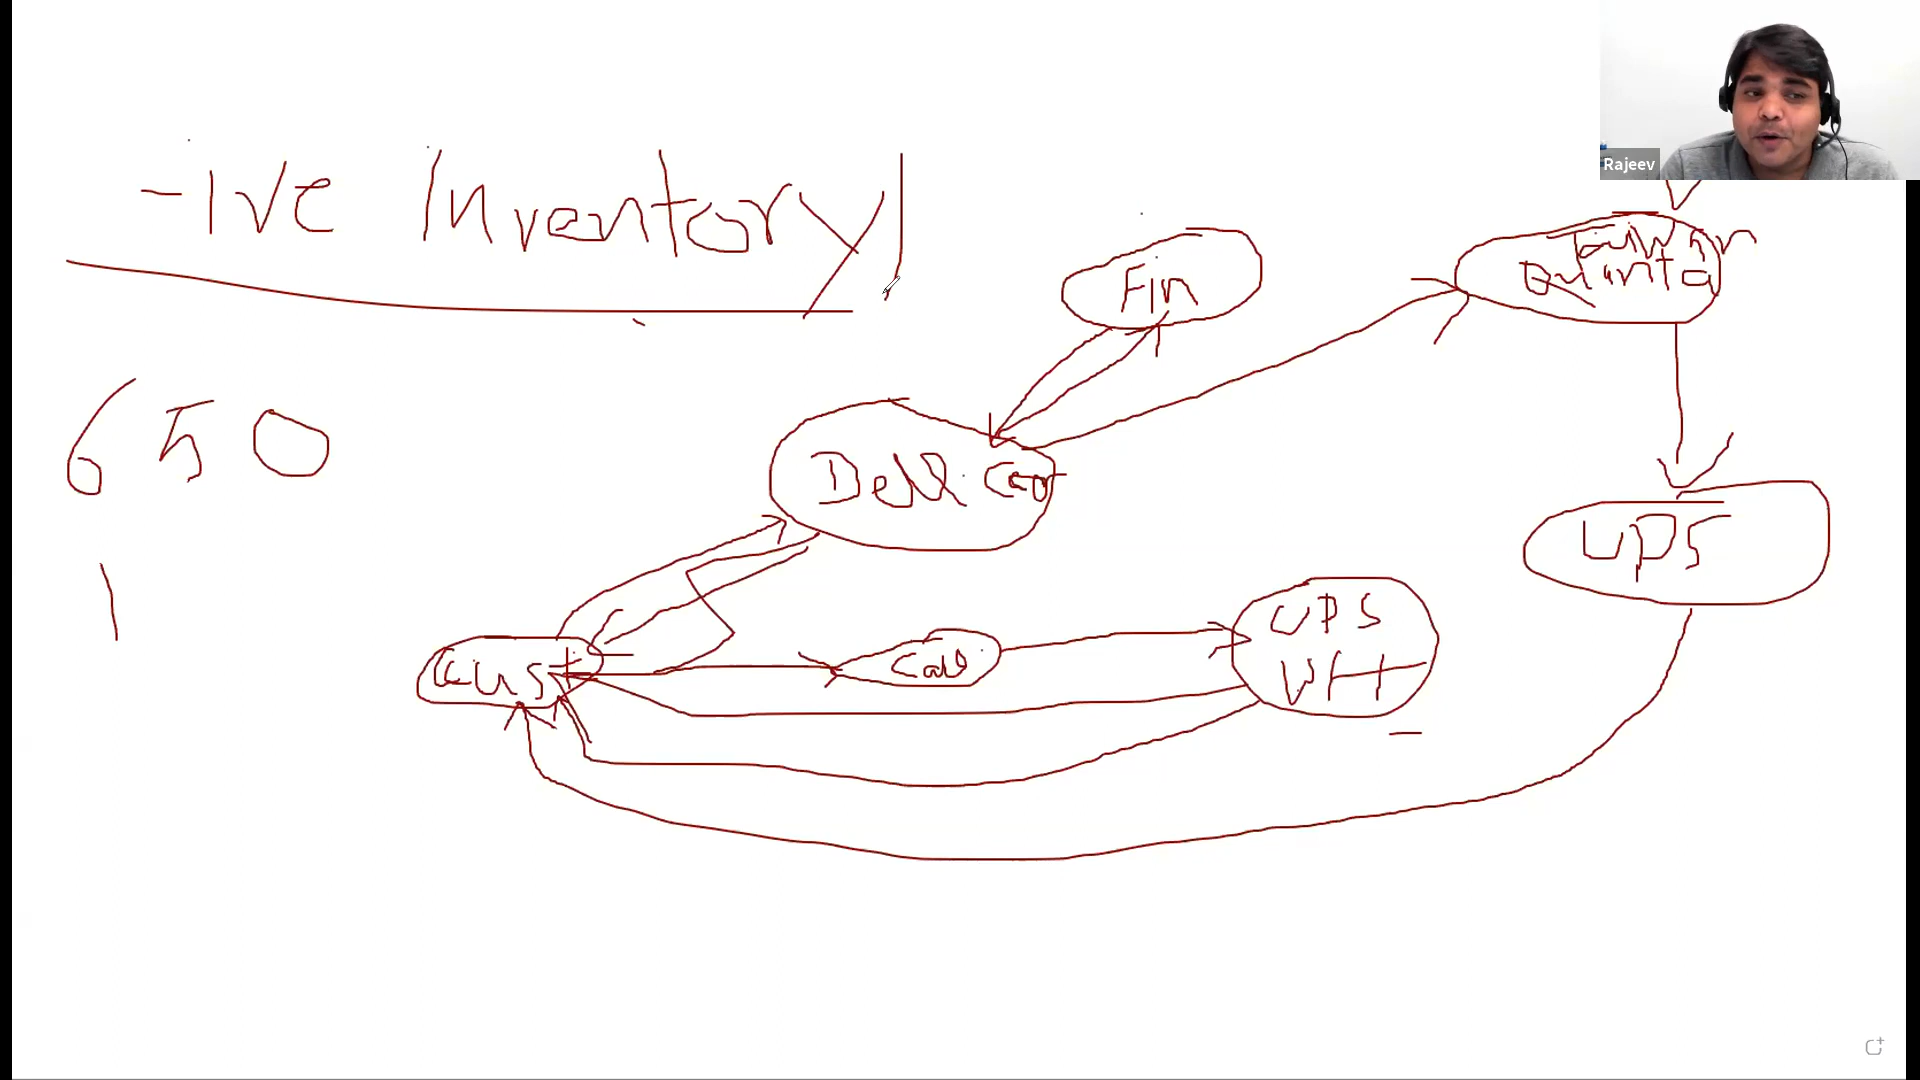 -ive Inventory
Rajeev
Fin
Quanta
650
Dell. Cor
UPS
1
Cust
Call
UPS
WH